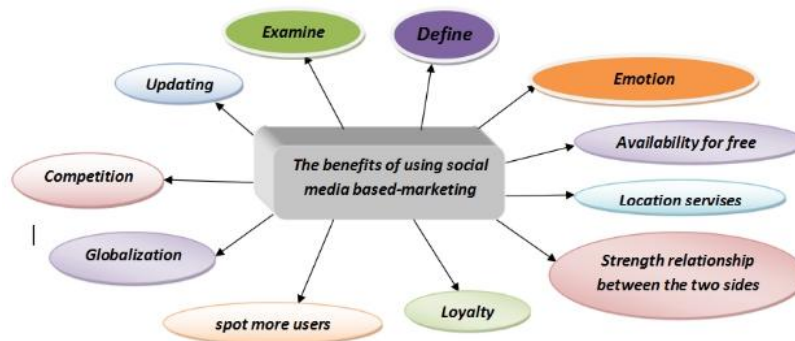 Examine
Define
Updating
Emotion
Availability for free
The benefits of using social
media based-marketing
Competition
Location servises
Globalization
Strength relationship
between the two sides
Loyalty
spot more users